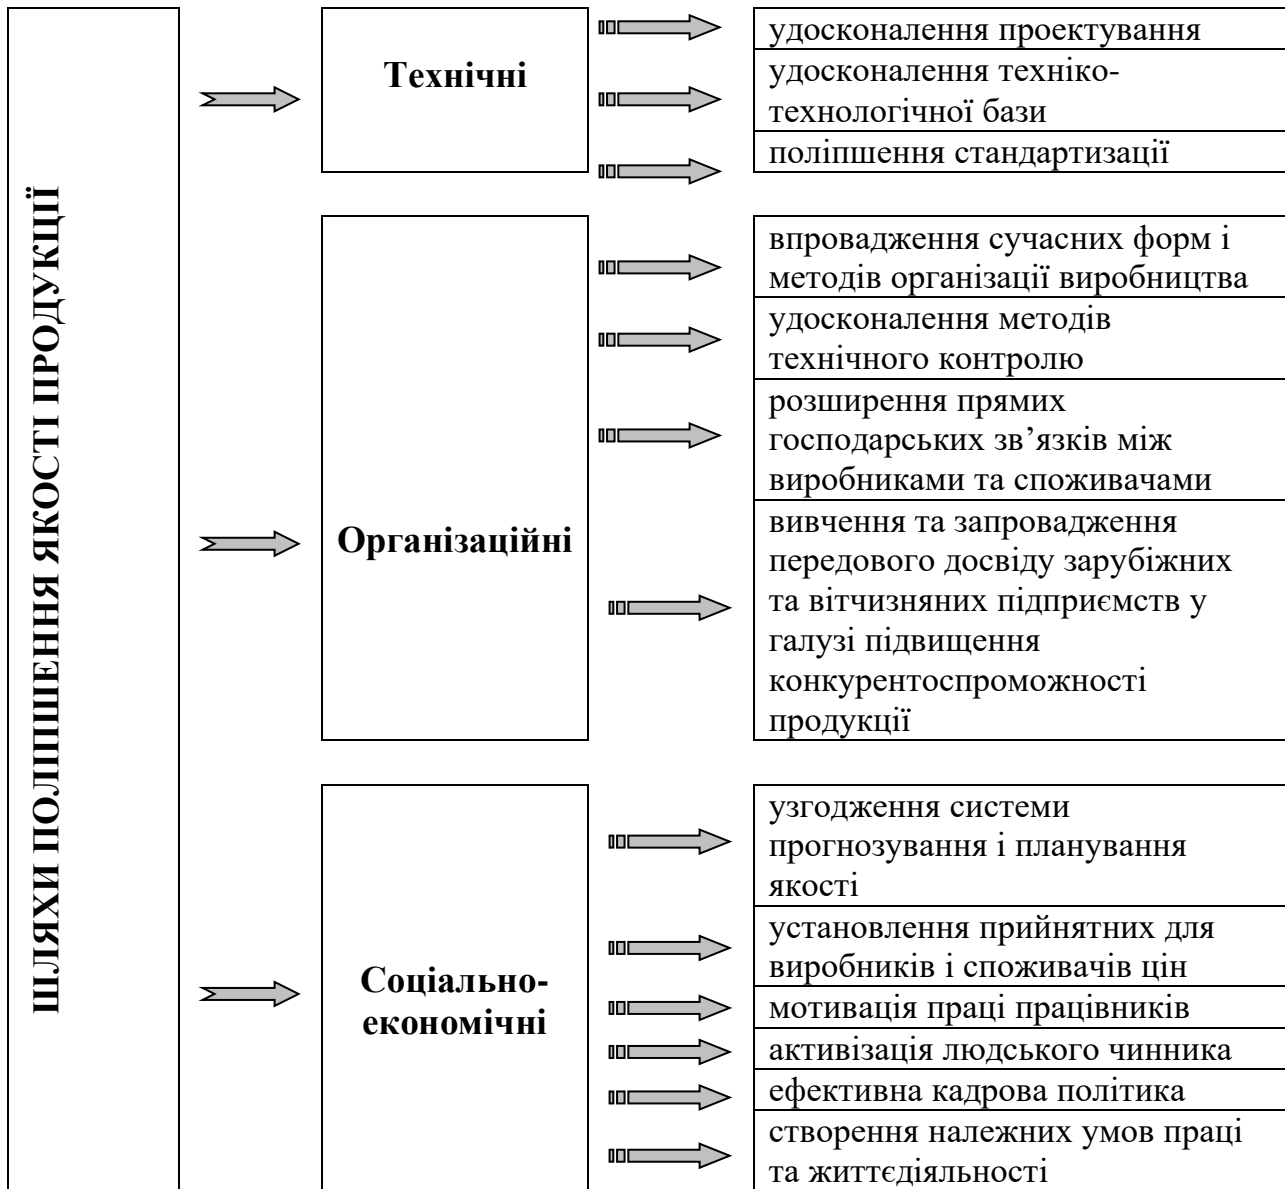 ШЛЯХИ ПОЛІПШЕННЯ ЯКОСТІ ПРОДУКЦІЇ
Технічні
удосконалення проектування
удосконалення техніко-
технологічної бази
поліпшення стандартизації
Організаційні
впровадження сучасних форм і
методів організації виробництва
удосконалення методів
технічного контролю
розширення прямих
господарських зв’язків між
виробниками та споживачами
вивчення та запровадження
передового досвіду зарубіжних
та вітчизняних підприємств у
галузі підвищення
конкурентоспроможності
продукції
Соціально-
економічні
узгодження системи
прогнозування і планування
якості
установлення прийнятних для
виробників і споживачів цін
мотивація праці працівників
активізація людського чинника
ефективна кадрова політика
створення належних умов праці
та життєдіяльності